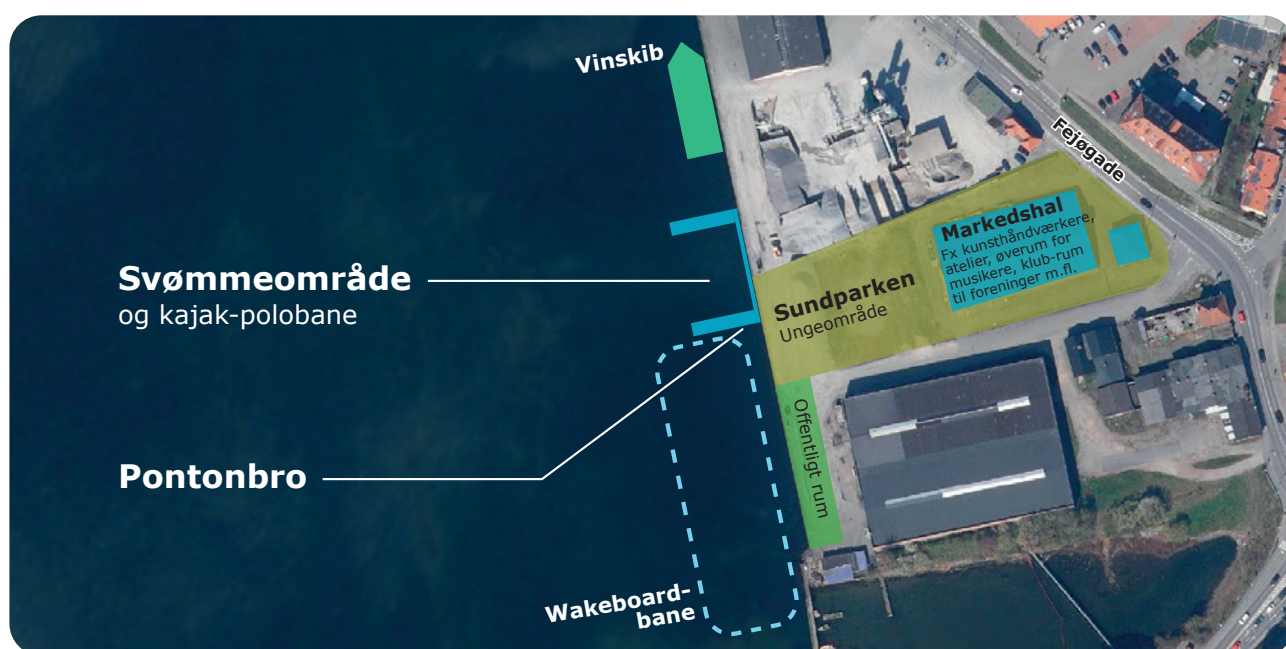 Vinskib
Fejøgade
Markedshal
Fx kunsthåndværkere,
atelier, øverum for
musikere, klub-rum
til foreninger m.fl.
Svømmeområde
og kajak-polobane
Sundparken
Ungeområde
Offentligt rum
Pontonbro
Wakeboard-
bane